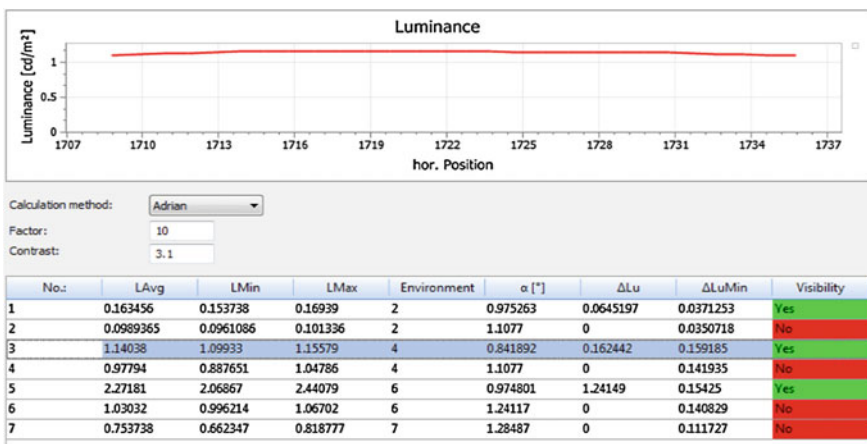 Luminance
Luminance [cd/m²]
1
0.5
0
1707 1710 1713 1716 1719 1722 1725 1728 1731 1734 1737
hor. Position
Calculation method: Adrian
Factor: 10
Contrast: 3.1
No.: LAvg LMin LMax Environment α [°] ΔLu ΔLuMin Visibility
1 0.163456 0.153738 0.16939 2 0.975263 0.0645197 0.0371253 Yes
2 0.0989365 0.0961086 0.101336 2 1.1077 0 0.0350718 No
3 1.14038 1.09933 1.15579 4 0.841892 0.162442 0.159185 Yes
4 0.97794 0.887651 1.04786 4 1.1077 0 0.141935 No
5 2.27181 2.06867 2.44079 6 0.974801 1.24149 0.15425 Yes
6 1.03032 0.996214 1.06702 6 1.24117 0 0.140829 No
7 0.753738 0.662347 0.818777 7 1.28487 0 0.111727 No